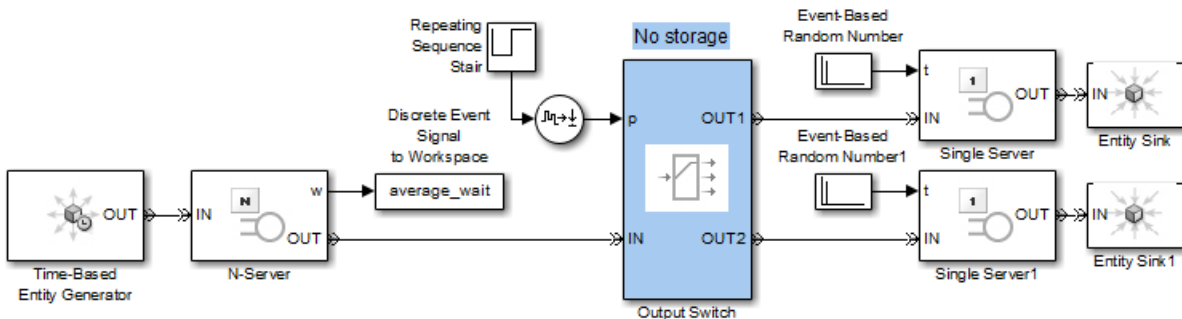 Repeating
Sequence
Stair
No storage
Event-Based
Random Number
t
1
OUT
IN
IN
Single Server
Entity Sink
p
OUT1
Discrete Event
Signal
to Workspace
average_wait
Event-Based
Random Number1
t
1
OUT
IN
IN
Single Server1
Entity Sink1
OUT
IN
N
w
OUT
IN
OUT2
Time-Based
Entity Generator
N-Server
Output Switch